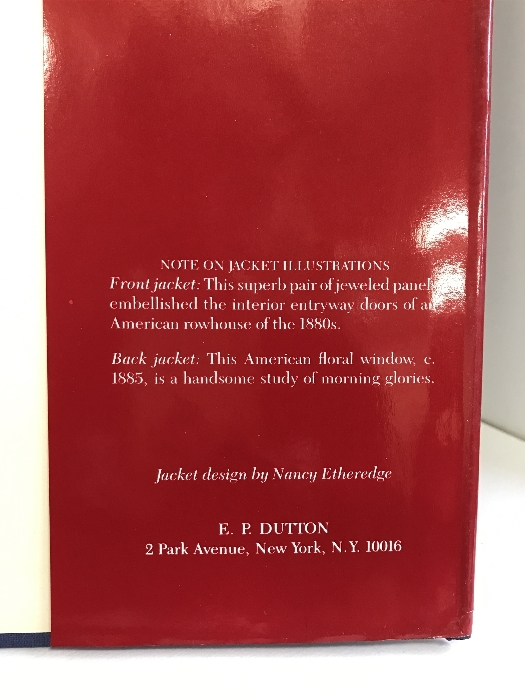 NOTE ON JACKET ILLUSTRATIONS
Front jacket: This superb pair of jeweled panels
embellished the interior entryway doors of an
American rowhouse of the 1880s.
Back jacket: This American floral window, c.
1885, is a handsome study of morning glories.
Jacket design by Nancy Etheredge
E. P. DUTTON
2 Park Avenue, New York, N.Y. 10016